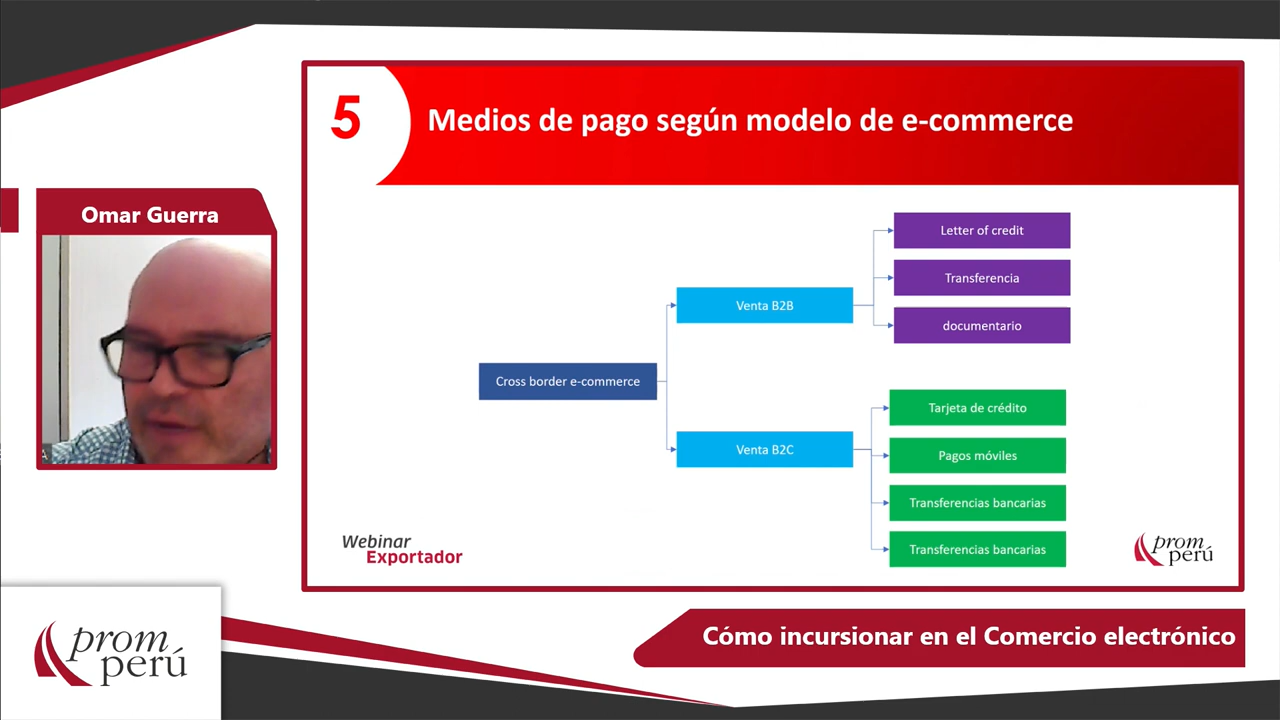 5
Medios de pago según modelo de e-commerce
Omar Guerra
A
Cross border e-commerce
Venta B2B
Letter of credit
Transferencia
documentario
Venta B2C
Tarjeta de crédito
Pagos móviles
Transferencias bancarias
Transferencias bancarias
Webinar
Exportador
prom
perú
Cómo incursionar en el Comercio electrónico
prom
perú